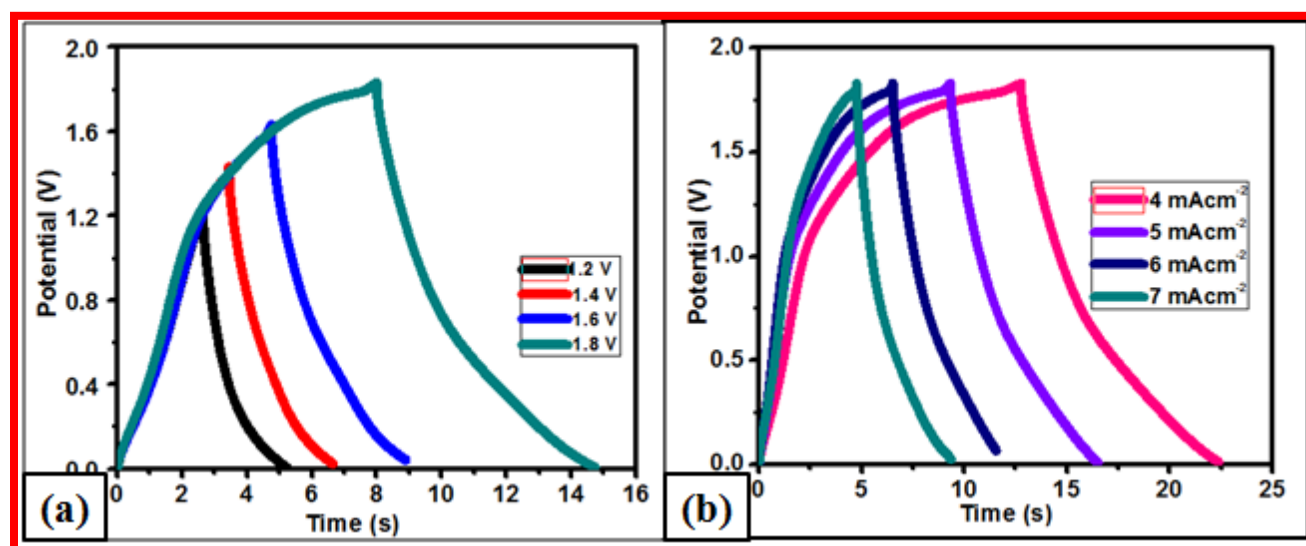 2.0
1.6
1.2
0.8
0.4
0.0
Potential (V)
0 2 4 6 8 10 12 14 16
Time (s)
1.2 V
1.4 V
1.6 V
1.8 V
(a)
2.0
1.5
1.0
0.5
0.0
Potential (V)
0 5 10 15 20 25
Time (s)
4 mAcm⁻²
5 mAcm⁻²
6 mAcm⁻²
7 mAcm⁻²
(b)